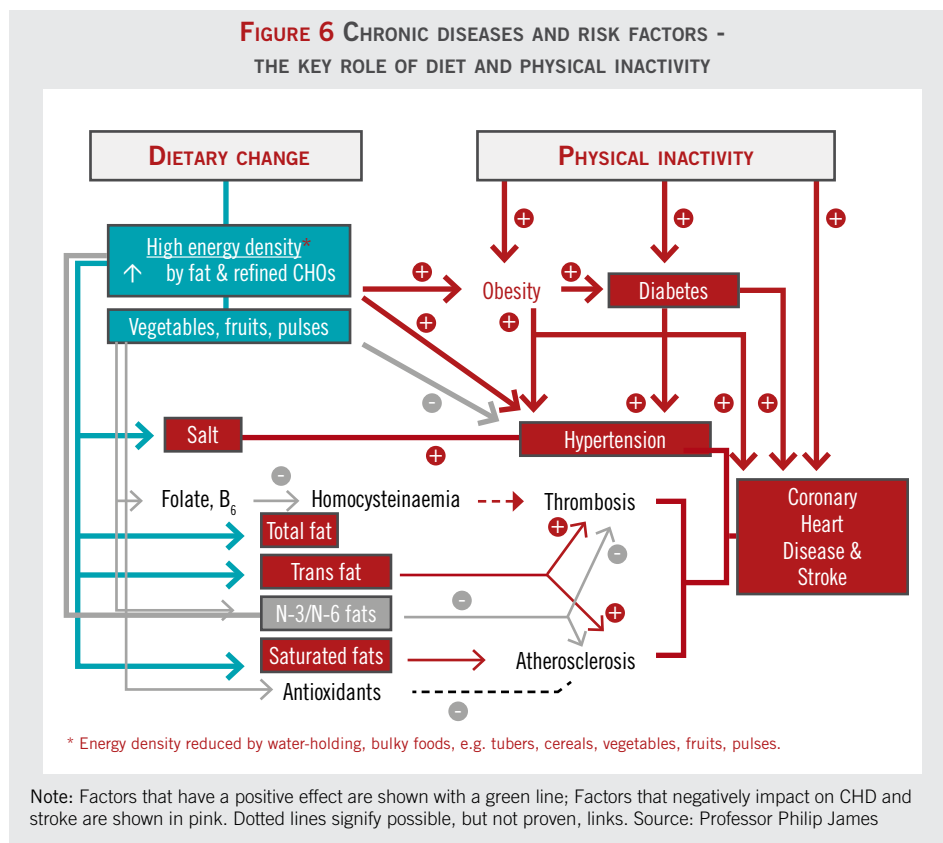 FIGURE 6 CHRONIC DISEASES AND RISK FACTORS -
THE KEY ROLE OF DIET AND PHYSICAL INACTIVITY
DIETARY CHANGE
PHYSICAL INACTIVITY
+
+
+
High energy density*
↑ by fat & refined CHOs
+
Obesity
+
Diabetes
Vegetables, fruits, pulses
+
+
-
+
+
+
Salt
+
Hypertension
-
Folate, B6
Homocysteinaemia
Thrombosis
Coronary
Heart
Disease &
Stroke
Total fat
+
-
Trans fat
N-3/N-6 fats
-
+
Saturated fats
Atherosclerosis
Antioxidants
-
* Energy density reduced by water-holding, bulky foods, e.g. tubers, cereals, vegetables, fruits, pulses.
Note: Factors that have a positive effect are shown with a green line; Factors that negatively impact on CHD and
stroke are shown in pink. Dotted lines signify possible, but not proven, links. Source: Professor Philip James